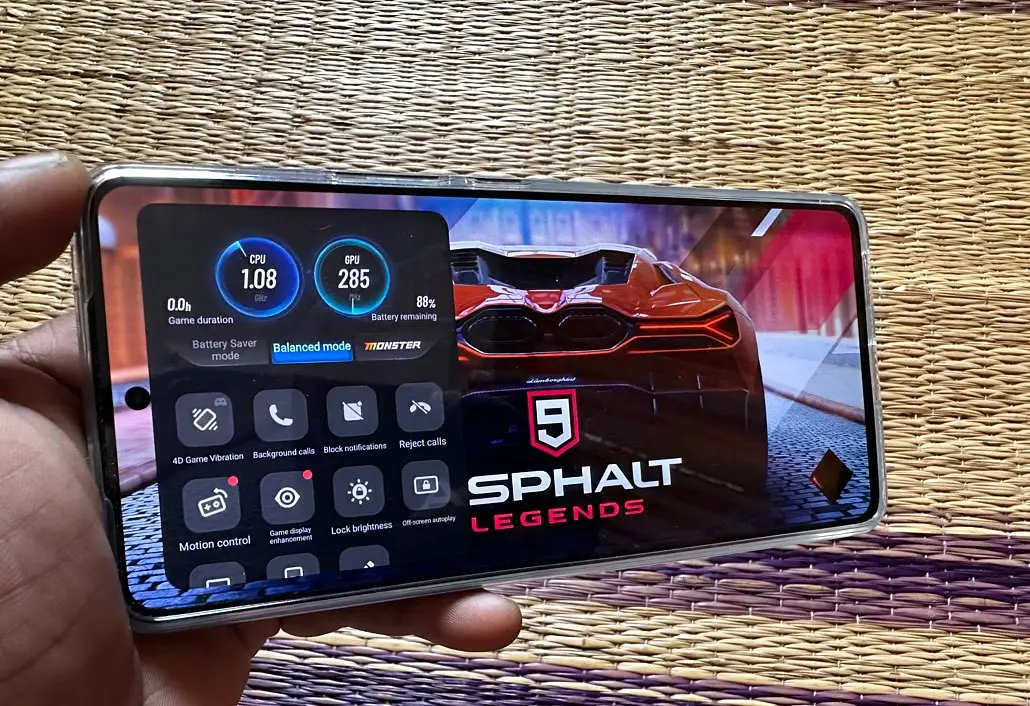 CPU
1.08
GHz
GPU
285
MHz
0.0h
Game duration
88%
Battery remaining
Battery Saver
mode
Balanced mode
MONSTER
4D Game Vibration
Background calls
Block notifications
Reject calls
Motion control
Game display
enhancement
Lock brightness
Off-screen autoplay
Lamborghini
9
SPHALT
LEGENDS